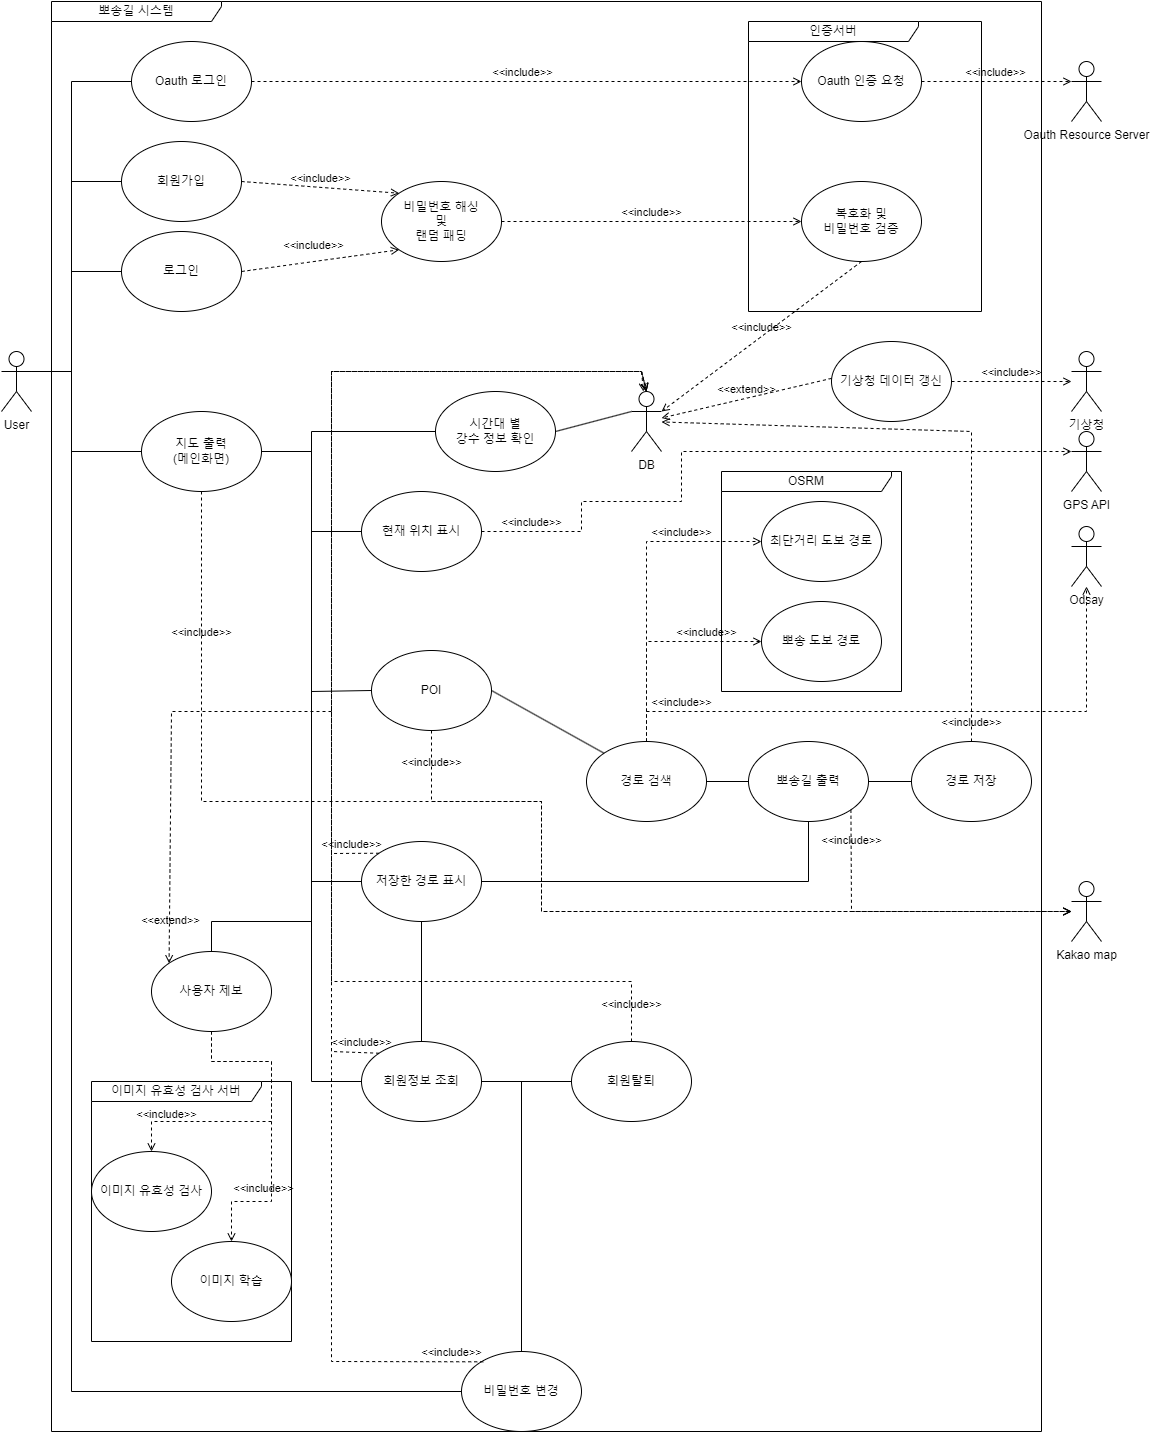 뽀송길 시스템
인증서버
Oauth 로그인
<<include>>
Oauth 인증 요청
<<include>>
Oauth Resource Server
회원가입
<<include>>
비밀번호 해싱
및
랜덤 패딩
<<include>>
복호화 및
비밀번호 검증
로그인
<<include>>
<<include>>
User
기상청 데이터 갱신
<<include>>
<<extend>>
기상청
시간대 별
강수 정보 확인
DB
지도 출력
(메인화면)
OSRM
GPS API
현재 위치 표시
<<include>>
<<include>>
최단거리 도보 경로
Odsay
<<include>>
<<include>>
뽀송 도보 경로
POI
<<include>>
<<include>>
<<include>>
경로 검색
뽀송길 출력
경로 저장
<<include>>
<<include>>
저장한 경로 표시
<<extend>>
Kakao map
사용자 제보
<<include>>
<<include>>
회원정보 조회
회원탈퇴
이미지 유효성 검사 서버
<<include>>
이미지 유효성 검사
<<include>>
이미지 학습
<<include>>
비밀번호 변경